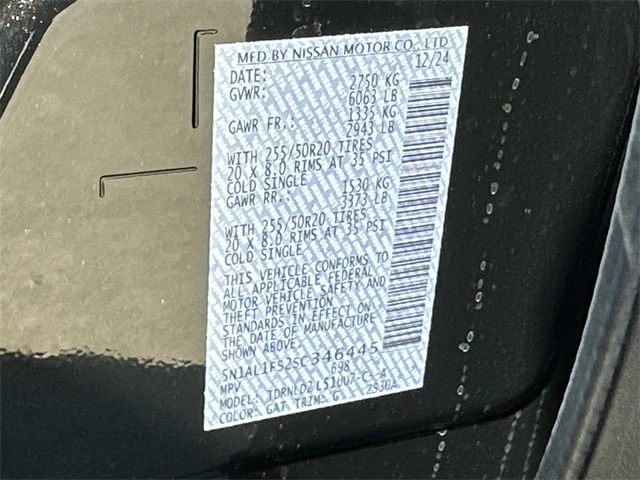 MFD BY NISSAN MOTOR CO., LTD
DATE: 12/24
GVWR: 2750 KG
6063 LB
GAWR FR.: 1335 KG
2943 LB
WITH 255/50R20 TIRES
20 X 8.0 RIMS AT 35 PSI
COLD SINGLE
GAWR RR.: 1530 KG
3373 LB
WITH 255/50R20 TIRES
20 X 8.0 RIMS AT 35 PSI
COLD SINGLE
THIS VEHICLE CONFORMS TO
ALL APPLICABLE FEDERAL
MOTOR VEHICLE SAFETY AND
THEFT PREVENTION
STANDARDS IN EFFECT ON
THE DATE OF MANUFACTURE
SHOWN ABOVE.
5N1AL1FS2SC346445
MPV 698
MODEL:
COLOR: GAT TRIM: G ZS30A